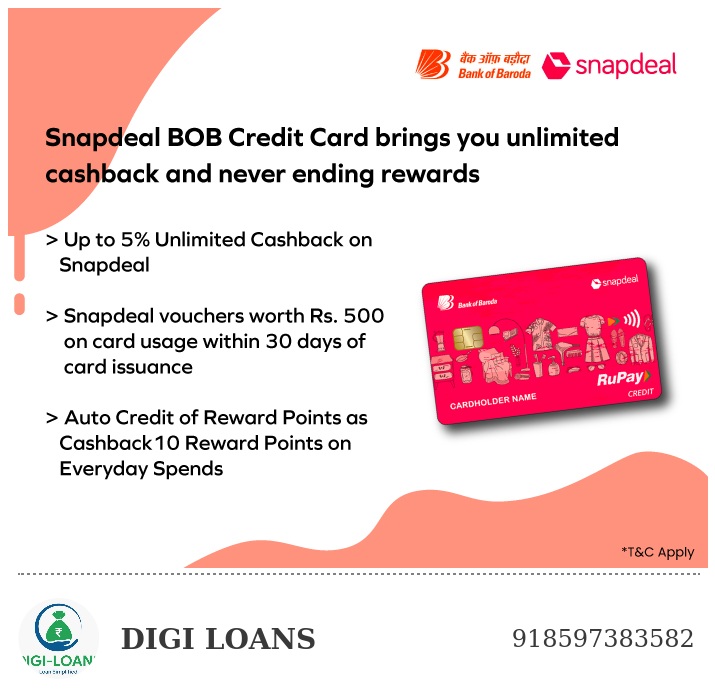 बैंक ऑफ़ बड़ौदा
Bank of Baroda
snapdeal
Snapdeal BOB Credit Card brings you unlimited
cashback and never ending rewards
> Up to 5% Unlimited Cashback on
Snapdeal
> Snapdeal vouchers worth Rs. 500
on card usage within 30 days of
card issuance
> Auto Credit of Reward Points as
Cashback10 Reward Points on
Everyday Spends
Bank of Baroda
snapdeal
RuPay
CREDIT
CARDHOLDER NAME
*T&C Apply
IGI-LOAN
Loan Simplified
DIGI LOANS
918597383582